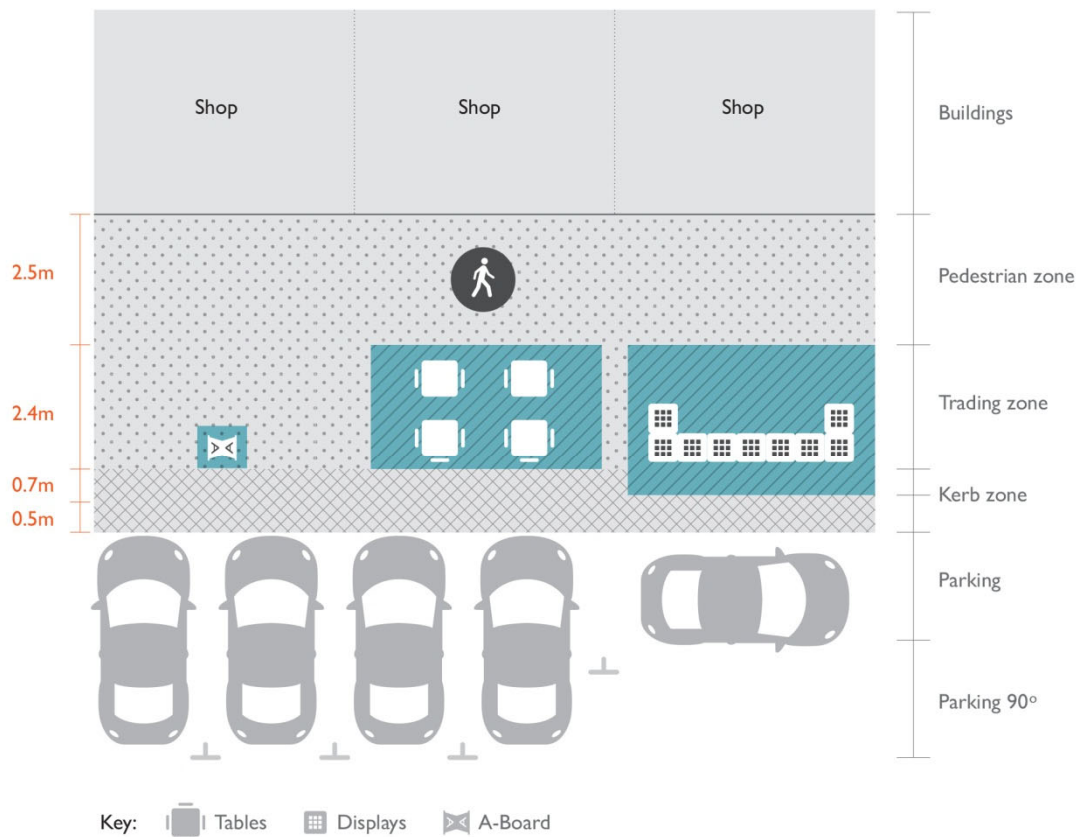 Shop
Shop
Shop
Buildings
2.5m
Pedestrian zone
2.4m
Trading zone
0.7m
Kerb zone
0.5m
Parking
Parking 90º
Key: Tables Displays A-Board